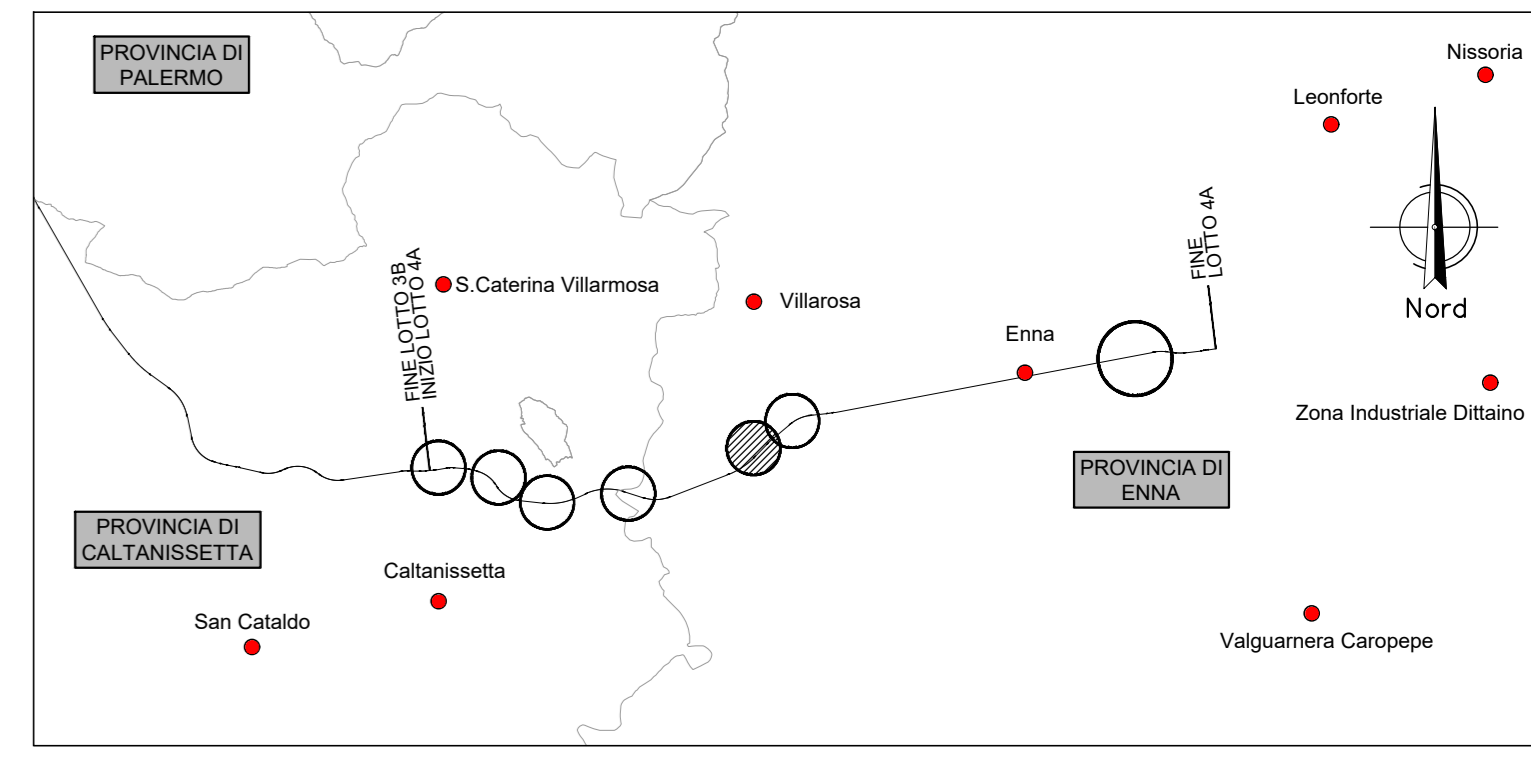 PROVINCIA DI
PALERMO
Nissoria
Leonforte
Nord
FINE
LOTTO 4A
FINE LOTTO 3B
INIZIO LOTTO 4A
S.Caterina Villarmosa
Villarosa
Enna
Zona Industriale Dittaino
PROVINCIA DI
ENNA
PROVINCIA DI
CALTANISSETTA
Caltanissetta
San Cataldo
Valguarnera Caropepe